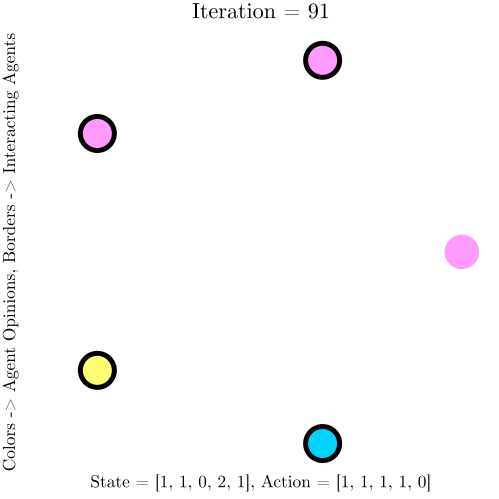 Iteration = 91
Colors -> Agent Opinions, Borders -> Interacting Agents
State = [1, 1, 0, 2, 1], Action = [1, 1, 1, 1, 0]